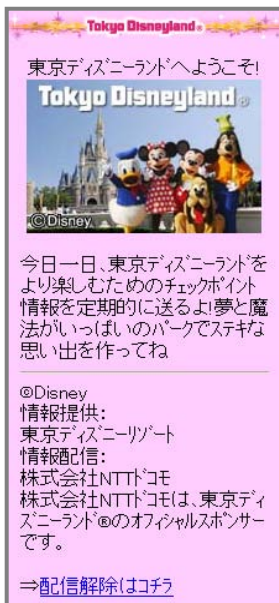 Tokyo Disneyland®
東京ディズニーランドへようこそ!
Tokyo Disneyland®
©Disney
今日一日、東京ディズニーランドを
より楽しむためのチェックポイント
情報を定期的に送るよ!夢と魔
法がいっぱいのパークでステキな
思い出を作ってね
©Disney
情報提供:
東京ディズニーリゾート
情報配信:
株式会社NTTドコモ
株式会社NTTドコモは、東京ディ
ズニーランド®のオフィシャルスポンサー
です。
⇒配信解除はコチラ